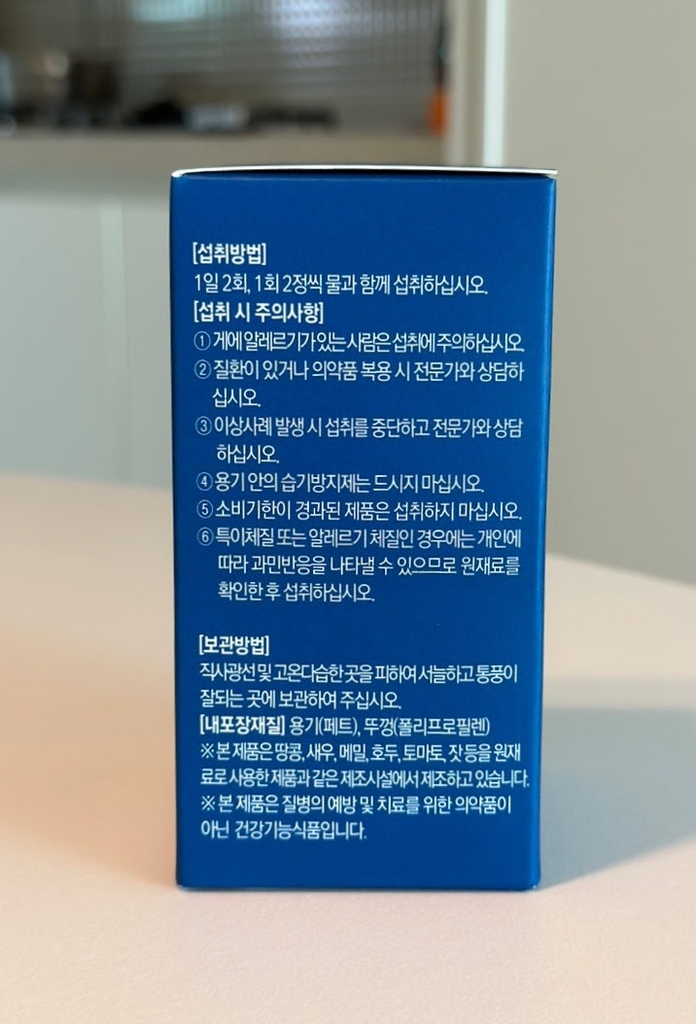 [섭취방법]
1일 2회, 1회 2정씩 물과 함께 섭취하십시오.
[섭취 시 주의사항]
① 게에 알레르기가 있는 사람은 섭취에 주의하십시오.
② 질환이 있거나 의약품 복용 시 전문가와 상담하
십시오.
③ 이상사례 발생 시 섭취를 중단하고 전문가와 상담
하십시오.
④ 용기 안의 습기방지제는 드시지 마십시오.
⑤ 소비기한이 경과된 제품은 섭취하지 마십시오.
⑥ 특이체질 또는 알레르기 체질인 경우에는 개인에
따라 과민반응을 나타낼 수 있으므로 원재료를
확인한 후 섭취하십시오.
[보관방법]
직사광선 및 고온다습한 곳을 피하여 서늘하고 통풍이
잘되는 곳에 보관하여 주십시오.
[내포장재질] 용기(페트), 뚜껑(폴리프로필렌)
※ 본 제품은 땅콩, 새우, 메밀, 호두, 토마토, 잣 등을 원재
료로 사용한 제품과 같은 제조시설에서 제조하고 있습니다.
※ 본 제품은 질병의 예방 및 치료를 위한 의약품이
아닌 건강기능식품입니다.